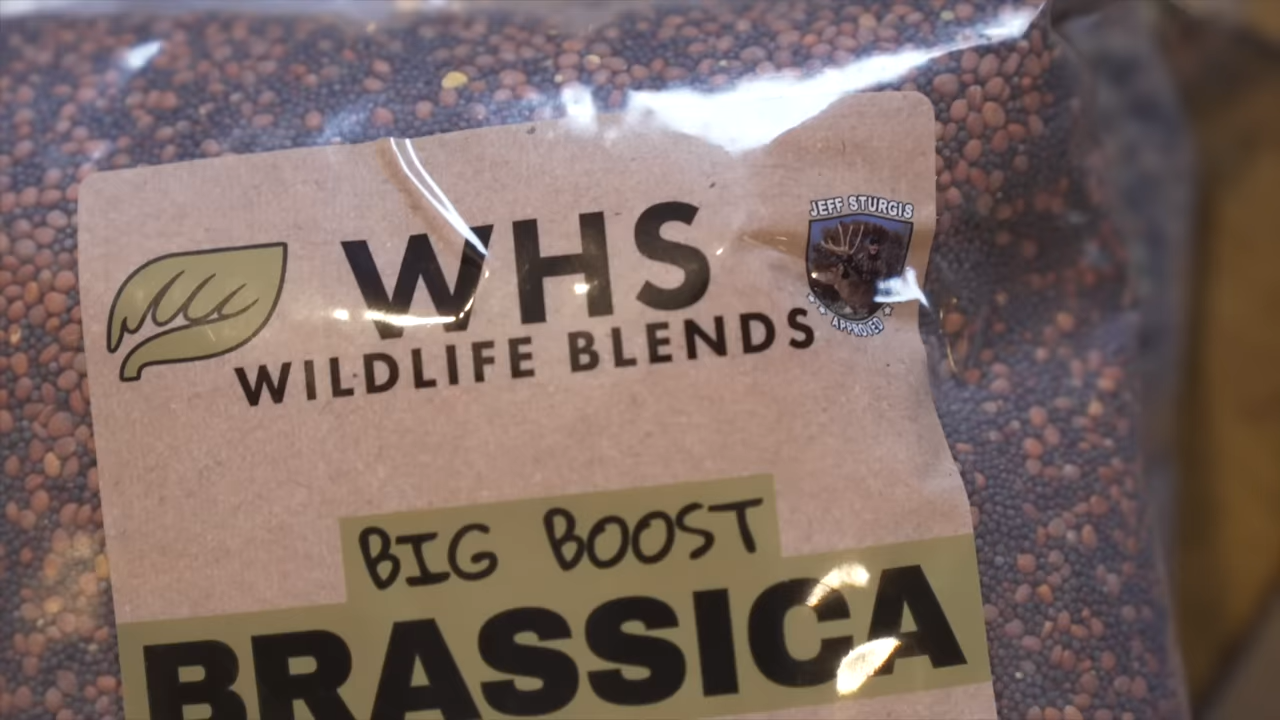 WHS
WILDLIFE BLENDS
JEFF STURGIS
APPROVED
BIG BOOST
BRASSICA